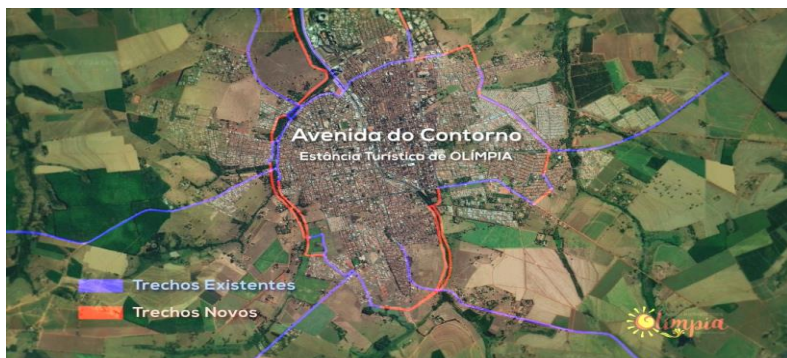 Avenida do Contorno
Estância Turística de OLÍMPIA
Trechos Existentes
Trechos Novos
Olímpia